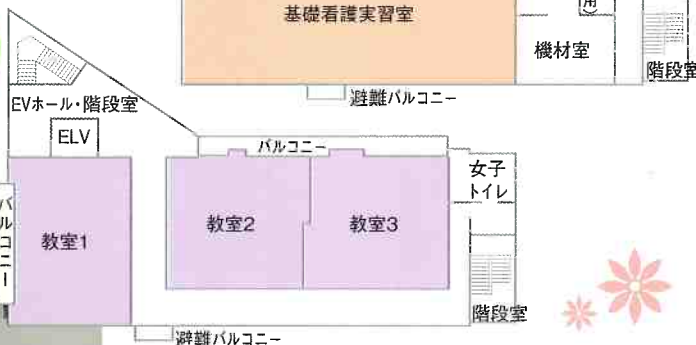 基礎看護実習室
用)
機材室
階段室
避難バルコニー
EVホール・階段室
ELV
バルコニー
女子
トイレ
バルコニー
教室1
教室2
教室3
階段室
避難バルコニー